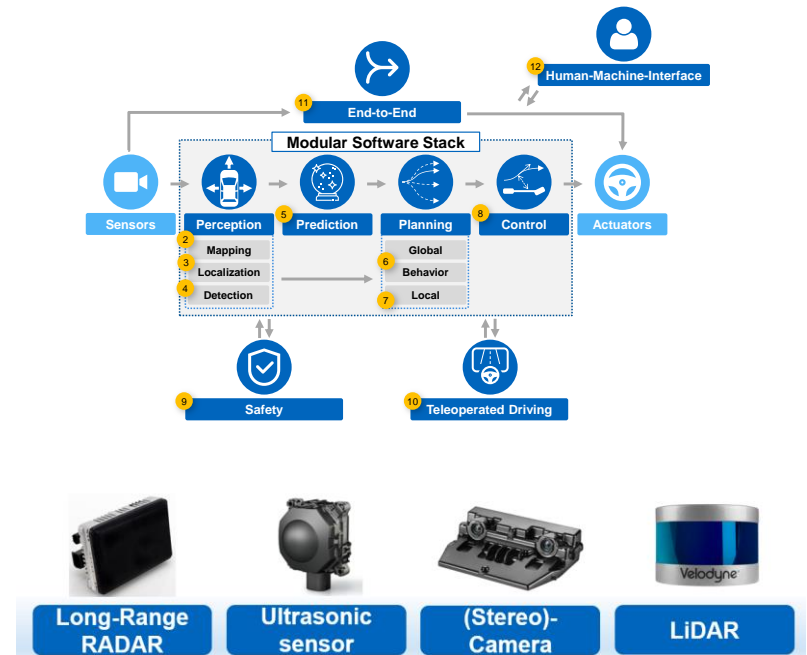 12
Human-Machine-Interface
11
End-to-End
Modular Software Stack
Sensors
Perception
5
Prediction
Planning
8
Control
Actuators
2
Mapping
3
Localization
4
Detection
Global
6
Behavior
7
Local
9
Safety
10
Teleoperated Driving
Velodyne
Long-Range
RADAR
Ultrasonic
sensor
(Stereo)-
Camera
LiDAR